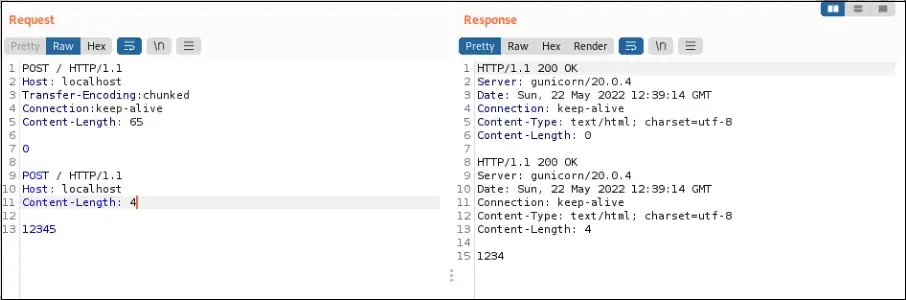 Request
Pretty Raw Hex \n
1 POST / HTTP/1.1
2 Host: localhost
3 Transfer-Encoding:chunked
4 Connection:keep-alive
5 Content-Length: 65
6
7 0
8
9 POST / HTTP/1.1
10 Host: localhost
11 Content-Length: 4
12
13 12345
Response
Pretty Raw Hex Render \n
1 HTTP/1.1 200 OK
2 Server: gunicorn/20.0.4
3 Date: Sun, 22 May 2022 12:39:14 GMT
4 Connection: keep-alive
5 Content-Type: text/html; charset=utf-8
6 Content-Length: 0
7
8 HTTP/1.1 200 OK
9 Server: gunicorn/20.0.4
10 Date: Sun, 22 May 2022 12:39:14 GMT
11 Connection: keep-alive
12 Content-Type: text/html; charset=utf-8
13 Content-Length: 4
14
15 1234